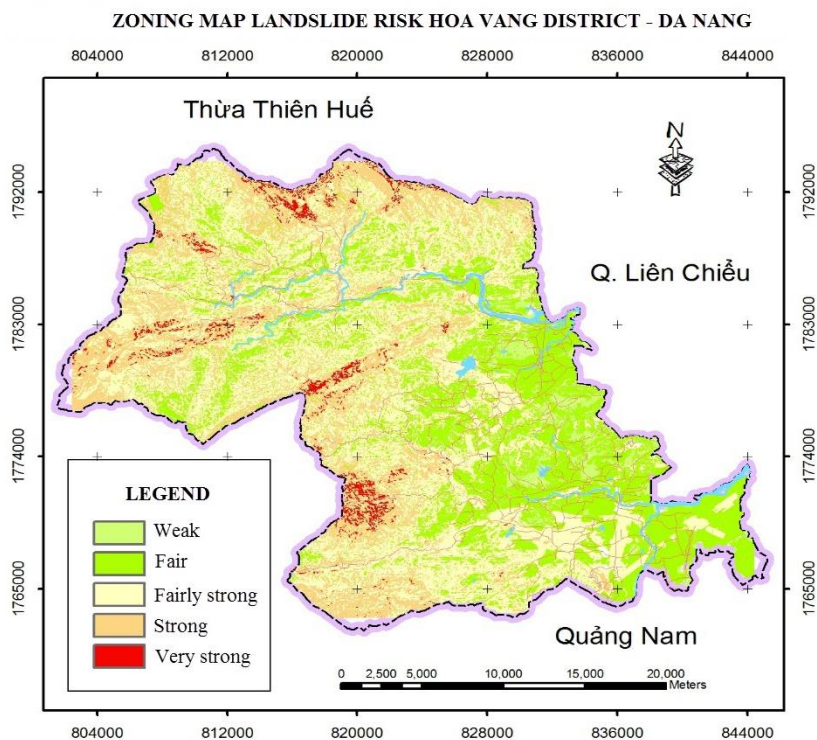 ZONING MAP LANDSLIDE RISK HOA VANG DISTRICT - DA NANG
804000 812000 820000 828000 836000 844000
Thừa Thiên Huế
N
1792000 1792000
Q. Liên Chiểu
1783000 1783000
1774000 1774000
LEGEND
Weak
Fair
Fairly strong
Strong
Very strong
1765000 1765000
Quảng Nam
0 2,500 5,000 10,000 15,000 20,000
Meters
804000 812000 820000 828000 836000 844000